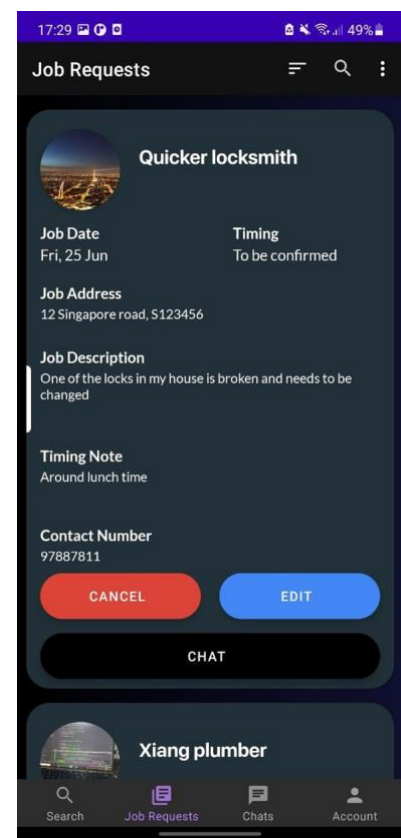 17:29 49%
Job Requests
Quicker locksmith
Job Date Timing
Fri, 25 Jun To be confirmed
Job Address
12 Singapore road, S123456
Job Description
One of the locks in my house is broken and needs to be
changed
Timing Note
Around lunch time
Contact Number
97887811
CANCEL EDIT
CHAT
Xiang plumber
Search Job Requests Chats Account